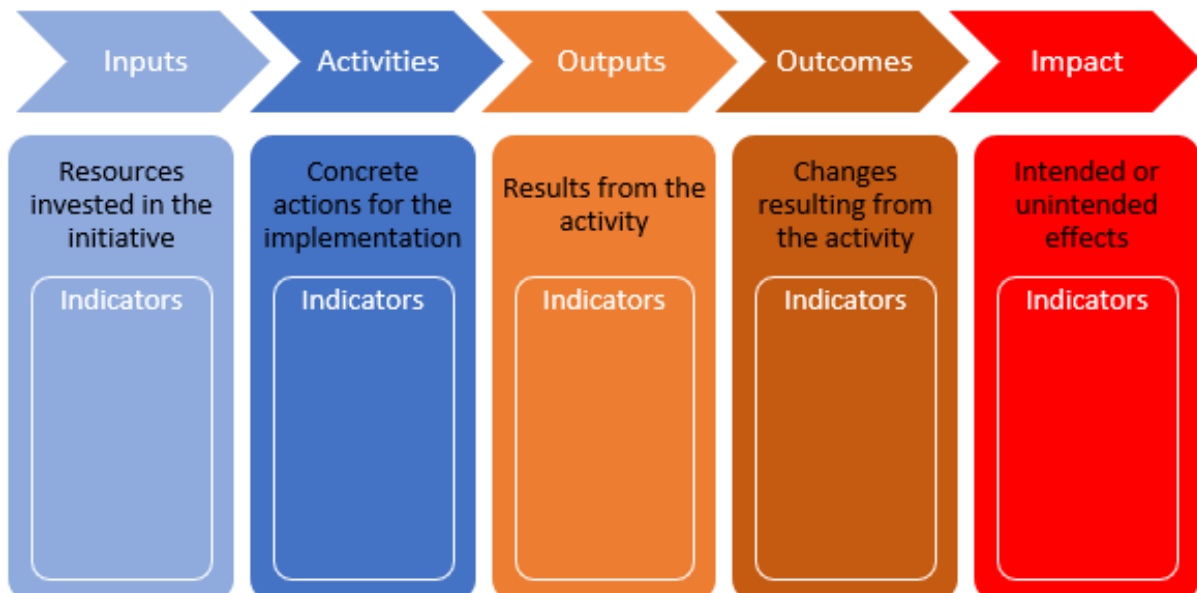 Inputs
Activities
Outputs
Outcomes
Impact
Resources
invested in the
initiative
Indicators
Concrete
actions for the
implementation
Indicators
Results from the
activity
Indicators
Changes
resulting from
the activity
Indicators
Intended or
unintended
effects
Indicators